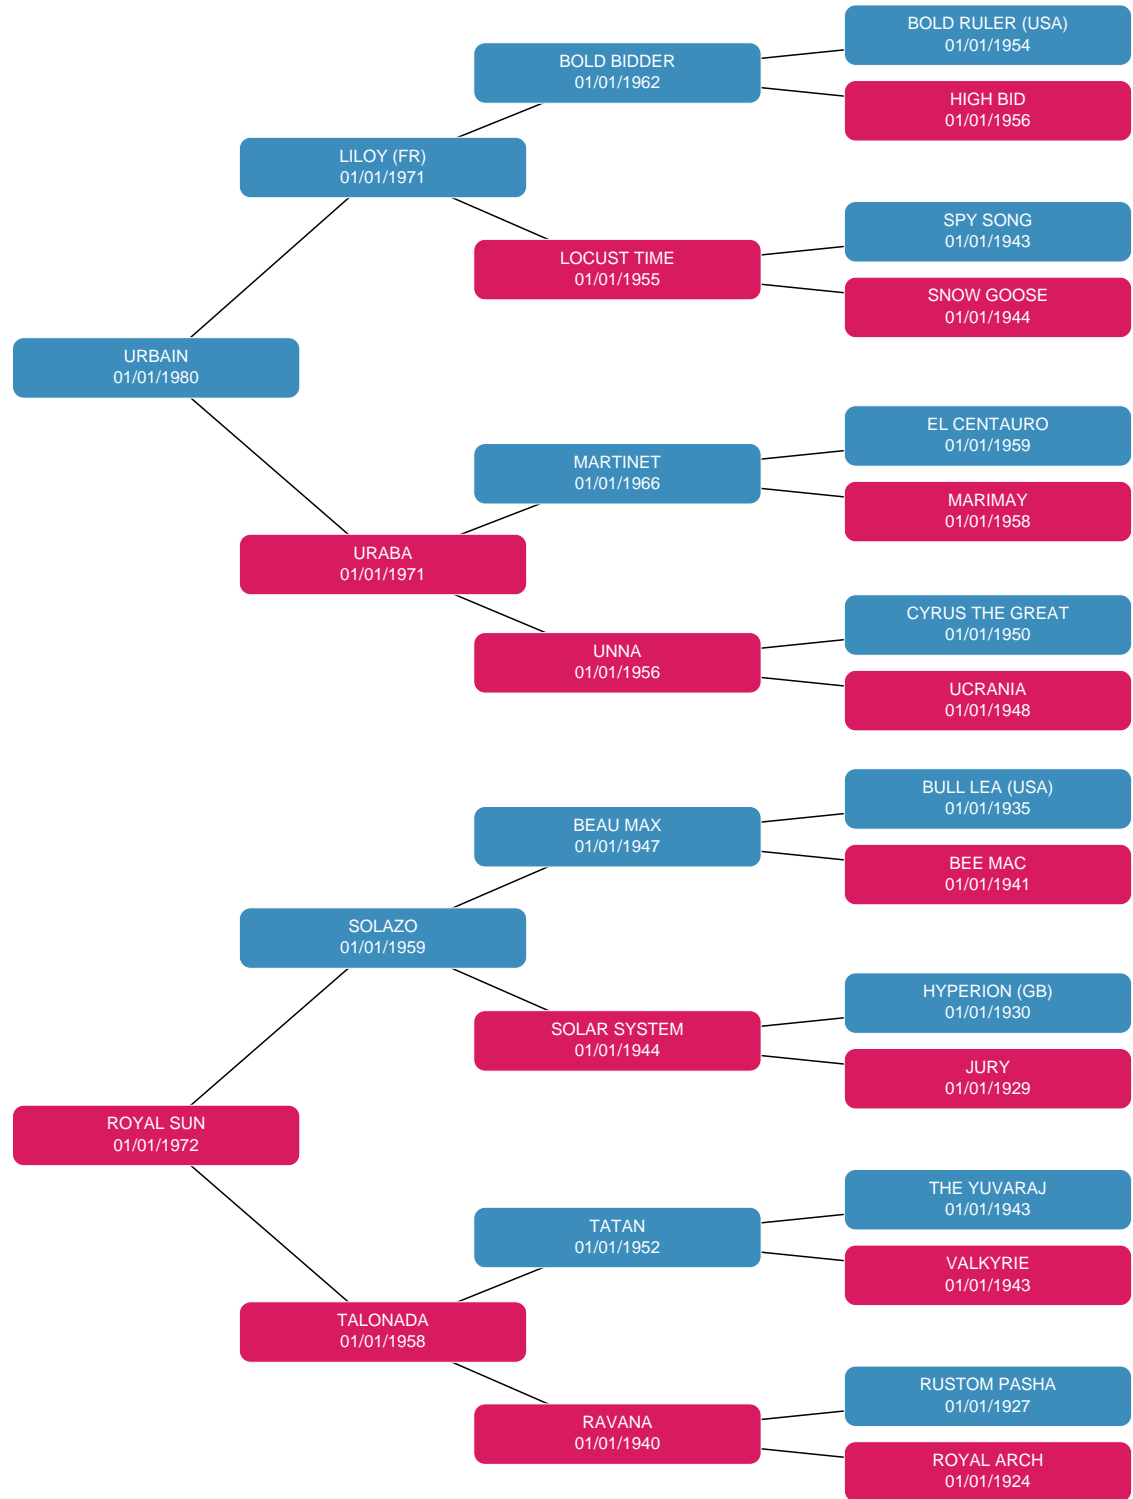 BOLD RULER (USA)
01/01/1954
BOLD BIDDER
01/01/1962
HIGH BID
01/01/1956
LILOY (FR)
01/01/1971
SPY SONG
01/01/1943
LOCUST TIME
01/01/1955
SNOW GOOSE
01/01/1944
URBAIN
01/01/1980
EL CENTAURO
01/01/1959
MARTINET
01/01/1966
MARIMAY
01/01/1958
URABA
01/01/1971
CYRUS THE GREAT
01/01/1950
UNNA
01/01/1956
UCRANIA
01/01/1948
BULL LEA (USA)
01/01/1935
BEAU MAX
01/01/1947
BEE MAC
01/01/1941
SOLAZO
01/01/1959
HYPERION (GB)
01/01/1930
SOLAR SYSTEM
01/01/1944
JURY
01/01/1929
ROYAL SUN
01/01/1972
THE YUVARAJ
01/01/1943
TATAN
01/01/1952
VALKYRIE
01/01/1943
TALONADA
01/01/1958
RUSTOM PASHA
01/01/1927
RAVANA
01/01/1940
ROYAL ARCH
01/01/1924